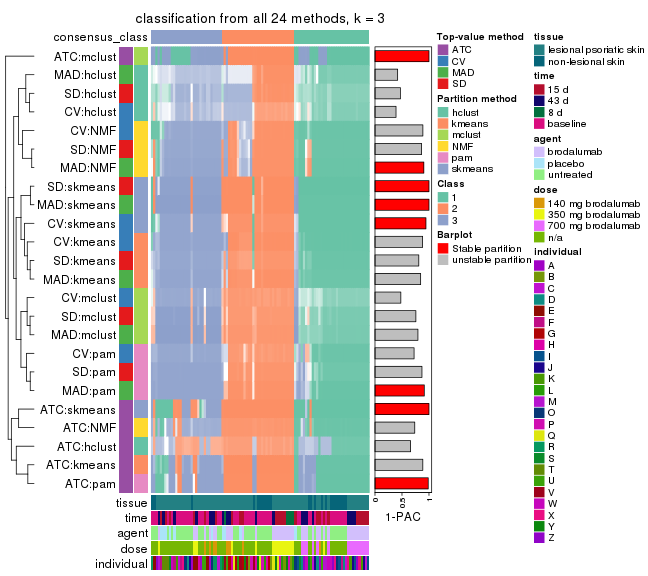 classification from all 24 methods, k = 3
consensus_class
ATC:mclust
MAD:hclust
SD:hclust
CV:hclust
CV:NMF
SD:NMF
MAD:NMF
SD:skmeans
MAD:skmeans
CV:skmeans
CV:kmeans
SD:kmeans
MAD:kmeans
CV:mclust
SD:mclust
MAD:mclust
CV:pam
SD:pam
MAD:pam
ATC:skmeans
ATC:NMF
ATC:hclust
ATC:kmeans
ATC:pam
tissue
time
agent
dose
individual
0
0.5
1
1-PAC
Top-value method
ATC
CV
MAD
SD
Partition method
hclust
kmeans
mclust
NMF
pam
skmeans
Class
1
2
3
Barplot
Stable partition
unstable partition
tissue
lesional psoriatic skin
non-lesional skin
time
15 d
43 d
8 d
baseline
agent
brodalumab
placebo
untreated
dose
140 mg brodalumab
350 mg brodalumab
700 mg brodalumab
n/a
individual
A
B
C
D
E
F
G
H
I
J
K
L
M
O
P
Q
R
S
T
U
V
W
X
Y
Z